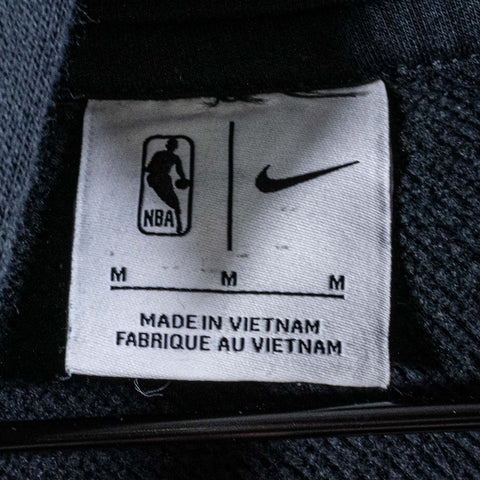 NBA
M M M
MADE IN VIETNAM
FABRIQUE AU VIETNAM